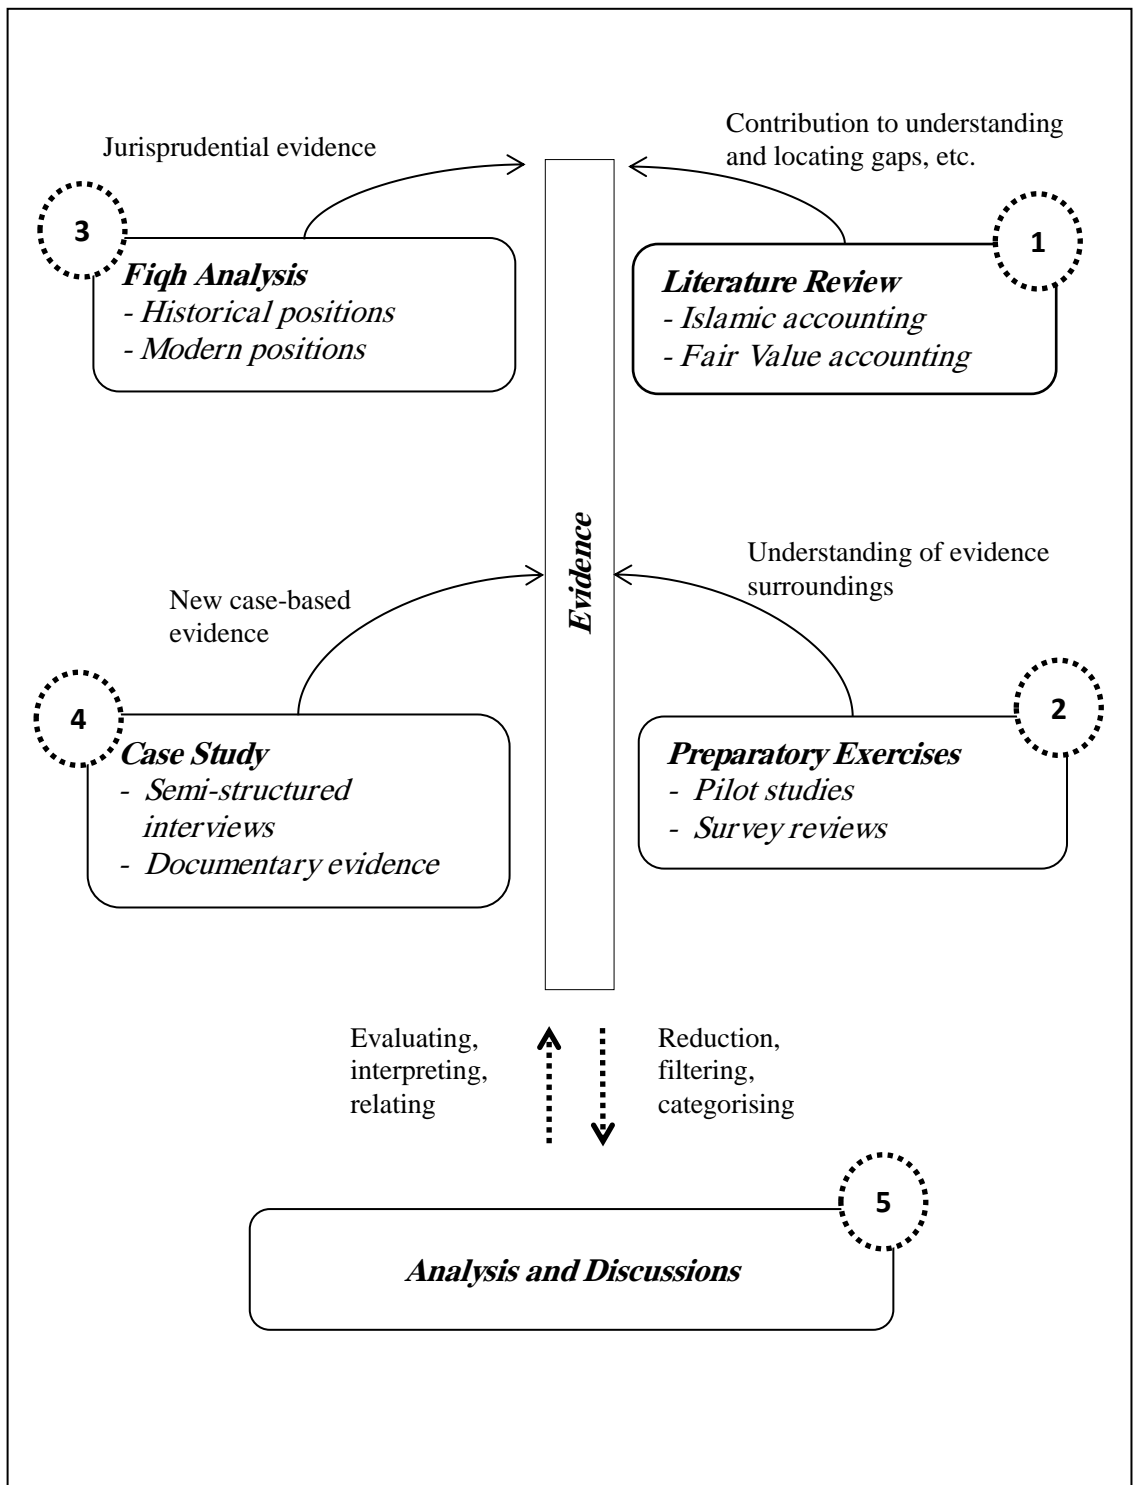 Jurisprudential evidence
Contribution to understanding
and locating gaps, etc.
3
Fiqh Analysis
- Historical positions
- Modern positions
1
Literature Review
- Islamic accounting
- Fair Value accounting
Evidence
New case-based
evidence
Understanding of evidence
surroundings
4
Case Study
- Semi-structured
interviews
- Documentary evidence
2
Preparatory Exercises
- Pilot studies
- Survey reviews
Evaluating,
interpreting,
relating
Reduction,
filtering,
categorising
5
Analysis and Discussions